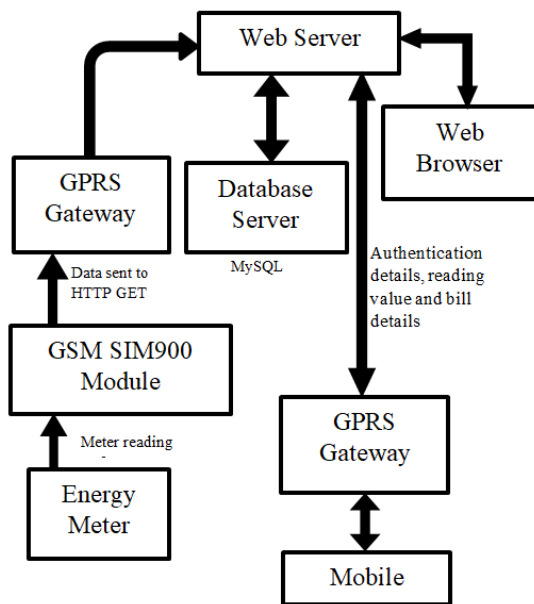 Web Server
Web
Browser
GPRS
Gateway
Database
Server
MySQL
Data sent to
HTTP GET
Authentication
details, reading
value and bill
details
GSM SIM900
Module
GPRS
Gateway
Meter reading
Energy
Meter
Mobile